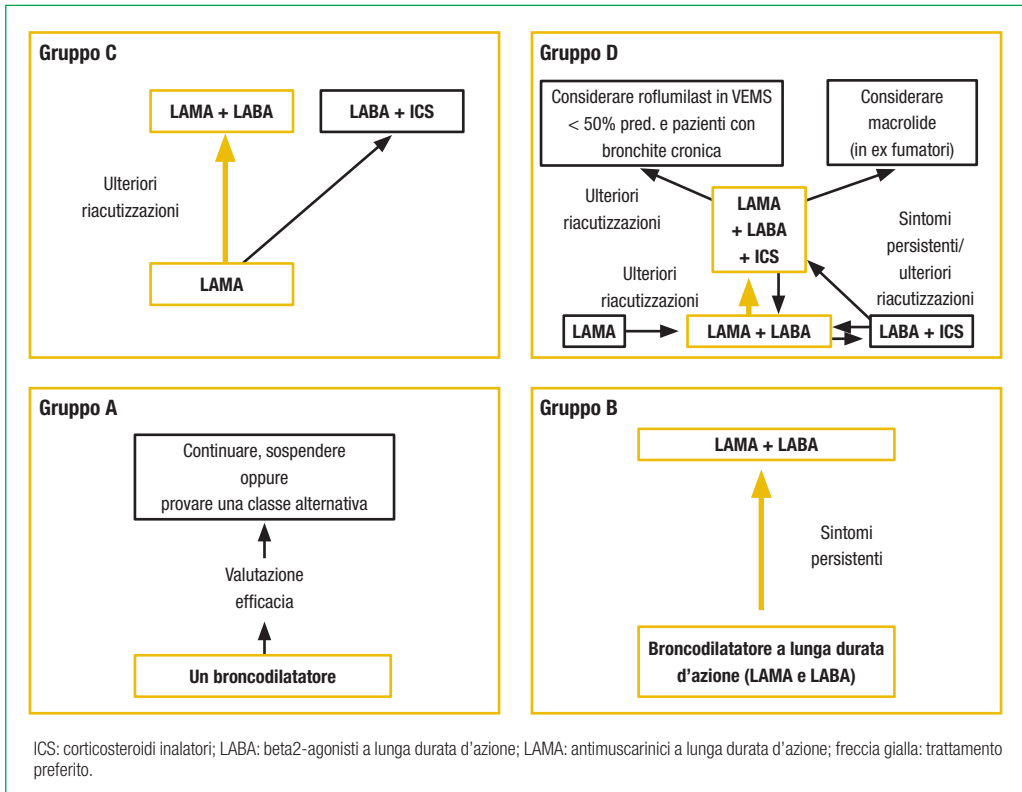 Gruppo C
LAMA + LABA
LABA + ICS
Ulteriori
riacutizzazioni
LAMA
Gruppo D
Considerare roflumilast in VEMS
< 50% pred. e pazienti con
bronchite cronica
Considerare
macrolide
(in ex fumatori)
Ulteriori
riacutizzazioni
LAMA
+ LABA
+ ICS
Sintomi
persistenti/
ulteriori
riacutizzazioni
Ulteriori
riacutizzazioni
LAMA
LAMA + LABA
LABA + ICS
Gruppo A
Continuare, sospendere
oppure
provare una classe alternativa
Valutazione
efficacia
Un broncodilatatore
Gruppo B
LAMA + LABA
Sintomi
persistenti
Broncodilatatore a lunga durata
d’azione (LAMA e LABA)
ICS: corticosteroidi inalatori; LABA: beta2-agonisti a lunga durata d’azione; LAMA: antimuscarinici a lunga durata d’azione; freccia gialla: trattamento
preferito.